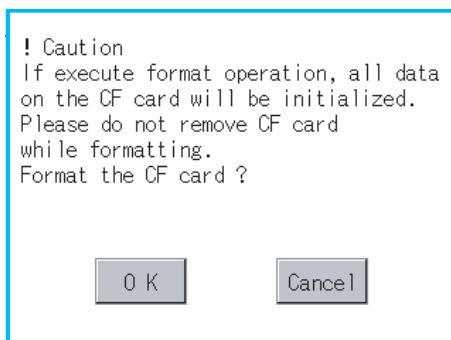 ! Caution
If execute format operation, all data
on the CF card will be initialized.
Please do not remove CF card
while formatting.
Format the CF card ?
O K Cancel